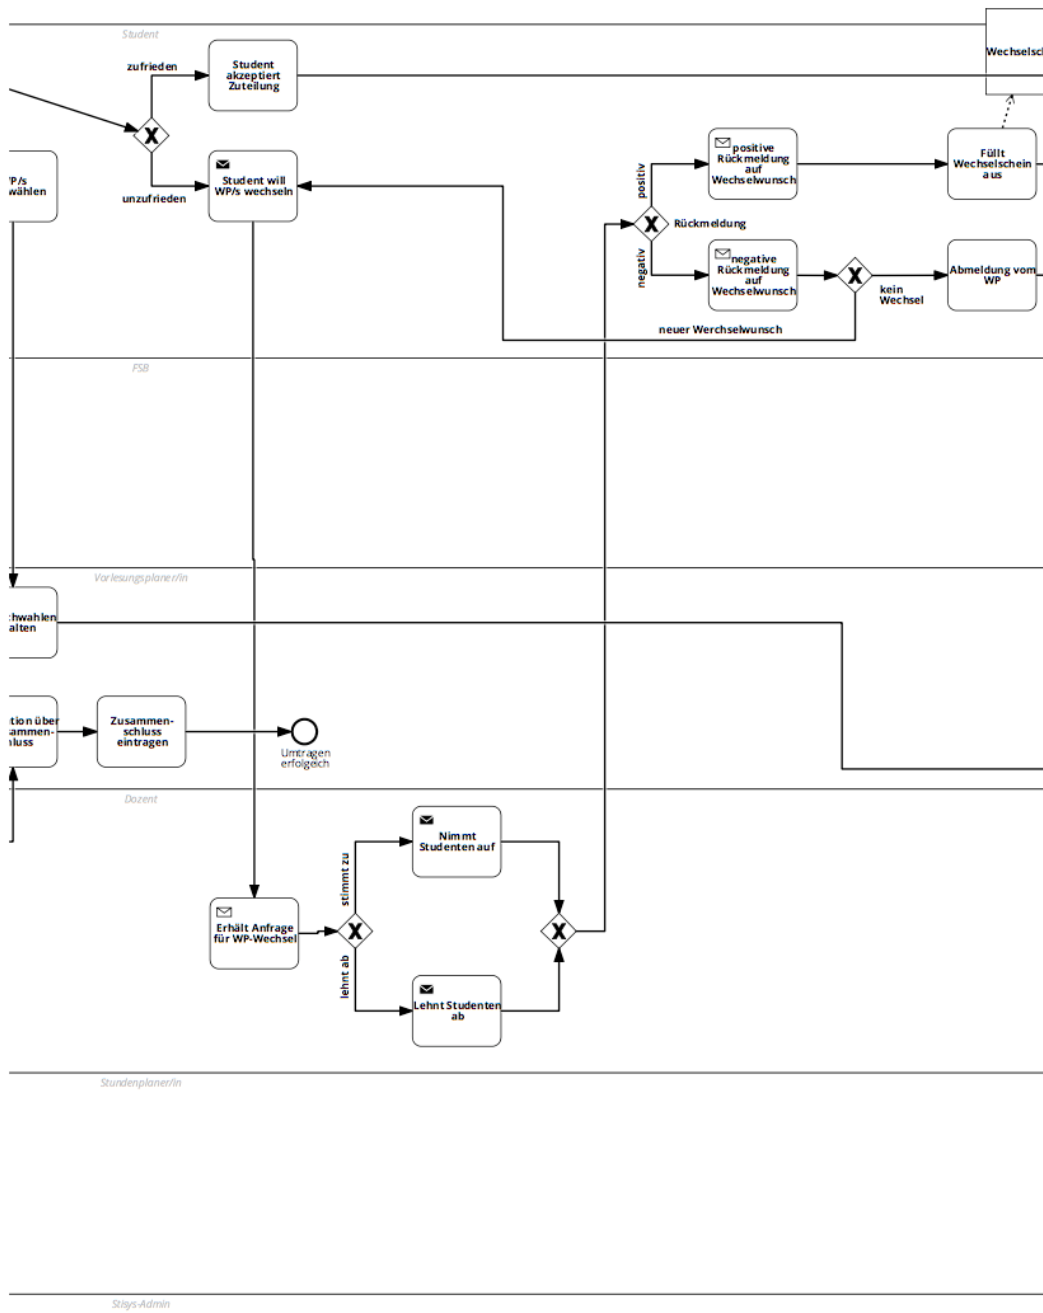 Student
zufrieden
Student
akzeptiert
Zuteilung
Wechselsch
unzufrieden
Student will
WP/s wechseln
P/s
wählen
positiv
positive
Rückmeldung
auf
Wechselwunsch
Füllt
Wechselschein
aus
Rückmeldung
negativ
negative
Rückmeldung
auf
Wechselwunsch
kein
Wechsel
Abmeldung vom
WP
neuer Werchselwunsch
FSB
Vorlesungsplaner/in
chwahlen
alten
tion über
ammen-
hluss
Zusammen-
schluss
eintragen
Umtragen
erfolgeich
Dozent
Nimmt
Studenten auf
stimmt zu
Erhält Anfrage
für WP-Wechsel
lehnt ab
Lehnt Studenten
ab
Stundenplaner/in
Stisys-Admin